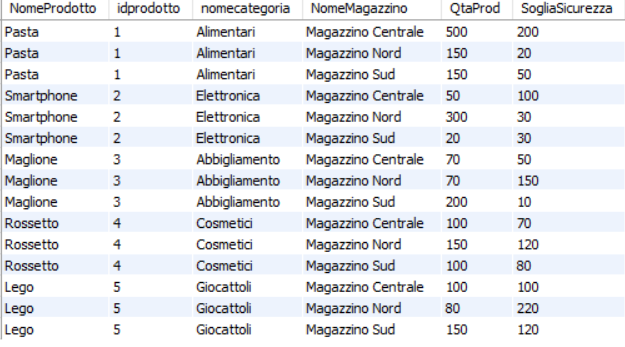 NomeProdotto idprodotto nomecategoria NomeMagazzino QtaProd SogliaSicurezza
Pasta 1 Alimentari Magazzino Centrale 500 200
Pasta 1 Alimentari Magazzino Nord 150 20
Pasta 1 Alimentari Magazzino Sud 150 50
Smartphone 2 Elettronica Magazzino Centrale 50 100
Smartphone 2 Elettronica Magazzino Nord 300 30
Smartphone 2 Elettronica Magazzino Sud 20 30
Maglione 3 Abbigliamento Magazzino Centrale 70 50
Maglione 3 Abbigliamento Magazzino Nord 70 150
Maglione 3 Abbigliamento Magazzino Sud 200 10
Rossetto 4 Cosmetici Magazzino Centrale 100 70
Rossetto 4 Cosmetici Magazzino Nord 150 120
Rossetto 4 Cosmetici Magazzino Sud 100 80
Lego 5 Giocattoli Magazzino Centrale 100 100
Lego 5 Giocattoli Magazzino Nord 80 220
Lego 5 Giocattoli Magazzino Sud 150 120